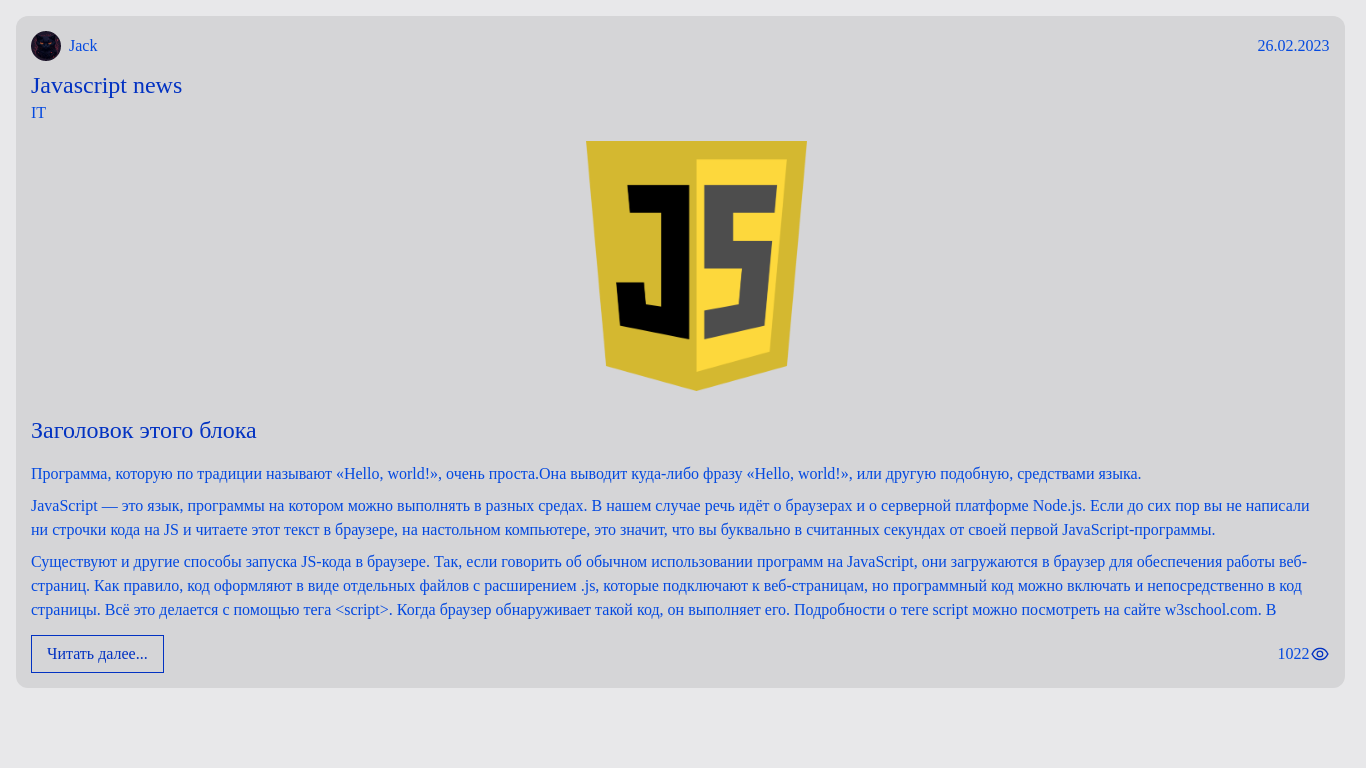 Jack
26.02.2023
Javascript news
IT
JS
Заголовок этого блока
Программа, которую по традиции называют «Hello, world!», очень проста.Она выводит куда-либо фразу «Hello, world!», или другую подобную, средствами языка.
JavaScript — это язык, программы на котором можно выполнять в разных средах. В нашем случае речь идёт о браузерах и о серверной платформе Node.js. Если до сих пор вы не написали
ни строчки кода на JS и читаете этот текст в браузере, на настольном компьютере, это значит, что вы буквально в считанных секундах от своей первой JavaScript-программы.
Существуют и другие способы запуска JS-кода в браузере. Так, если говорить об обычном использовании программ на JavaScript, они загружаются в браузер для обеспечения работы веб-
страниц. Как правило, код оформляют в виде отдельных файлов с расширением .js, которые подключают к веб-страницам, но программный код можно включать и непосредственно в код
страницы. Всё это делается с помощью тега <script>. Когда браузер обнаруживает такой код, он выполняет его. Подробности о теге script можно посмотреть на сайте w3school.com. В
Читать далее...
1022